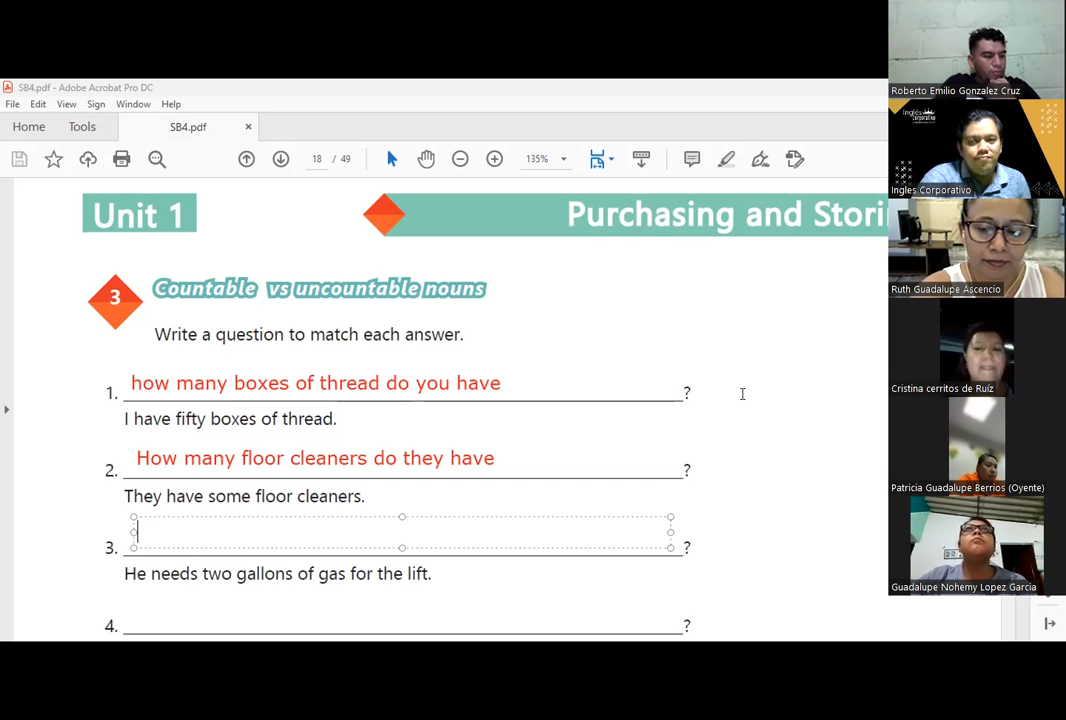 SB4.pdf - Adobe Acrobat Pro DC
File Edit View Sign Window Help
Home Tools SB4.pdf ×
18 / 49 135%
Unit 1
Purchasing and Stori
3 Countable vs uncountable nouns
Write a question to match each answer.
how many boxes of thread do you have
1. ?
I have fifty boxes of thread.
How many floor cleaners do they have
2. ?
They have some floor cleaners.
3. ?
He needs two gallons of gas for the lift.
4. ?
Roberto Emilio Gonzalez Cruz
Inglés
Corporativo
Ingles Corporativo
Ruth Guadalupe Ascencio
Cristina cerritos de Ruíz
Patricia Guadalupe Berrios (Oyente)
Guadalupe Nohemy Lopez Garcia